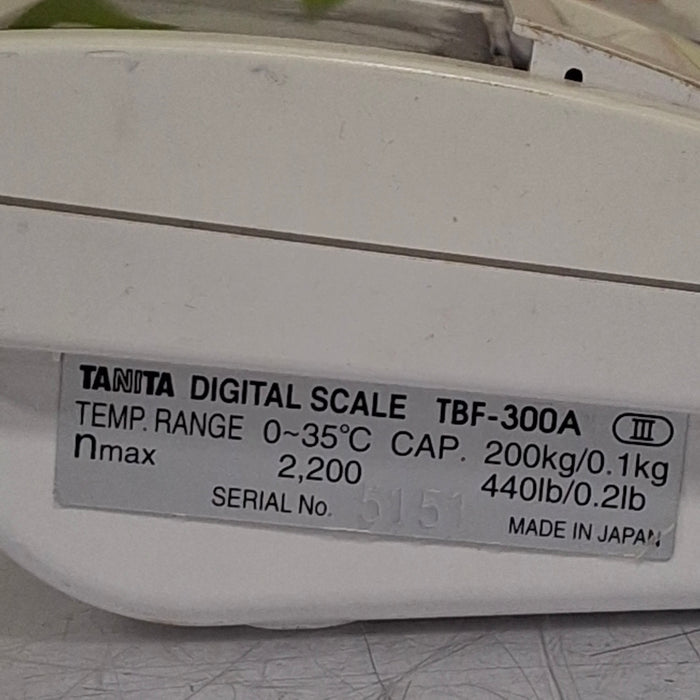 TANITA DIGITAL SCALE TBF-300A III
TEMP. RANGE 0~35°C CAP. 200kg/0.1kg
nmax 2,200 440lb/0.2lb
SERIAL No. 5151 MADE IN JAPAN